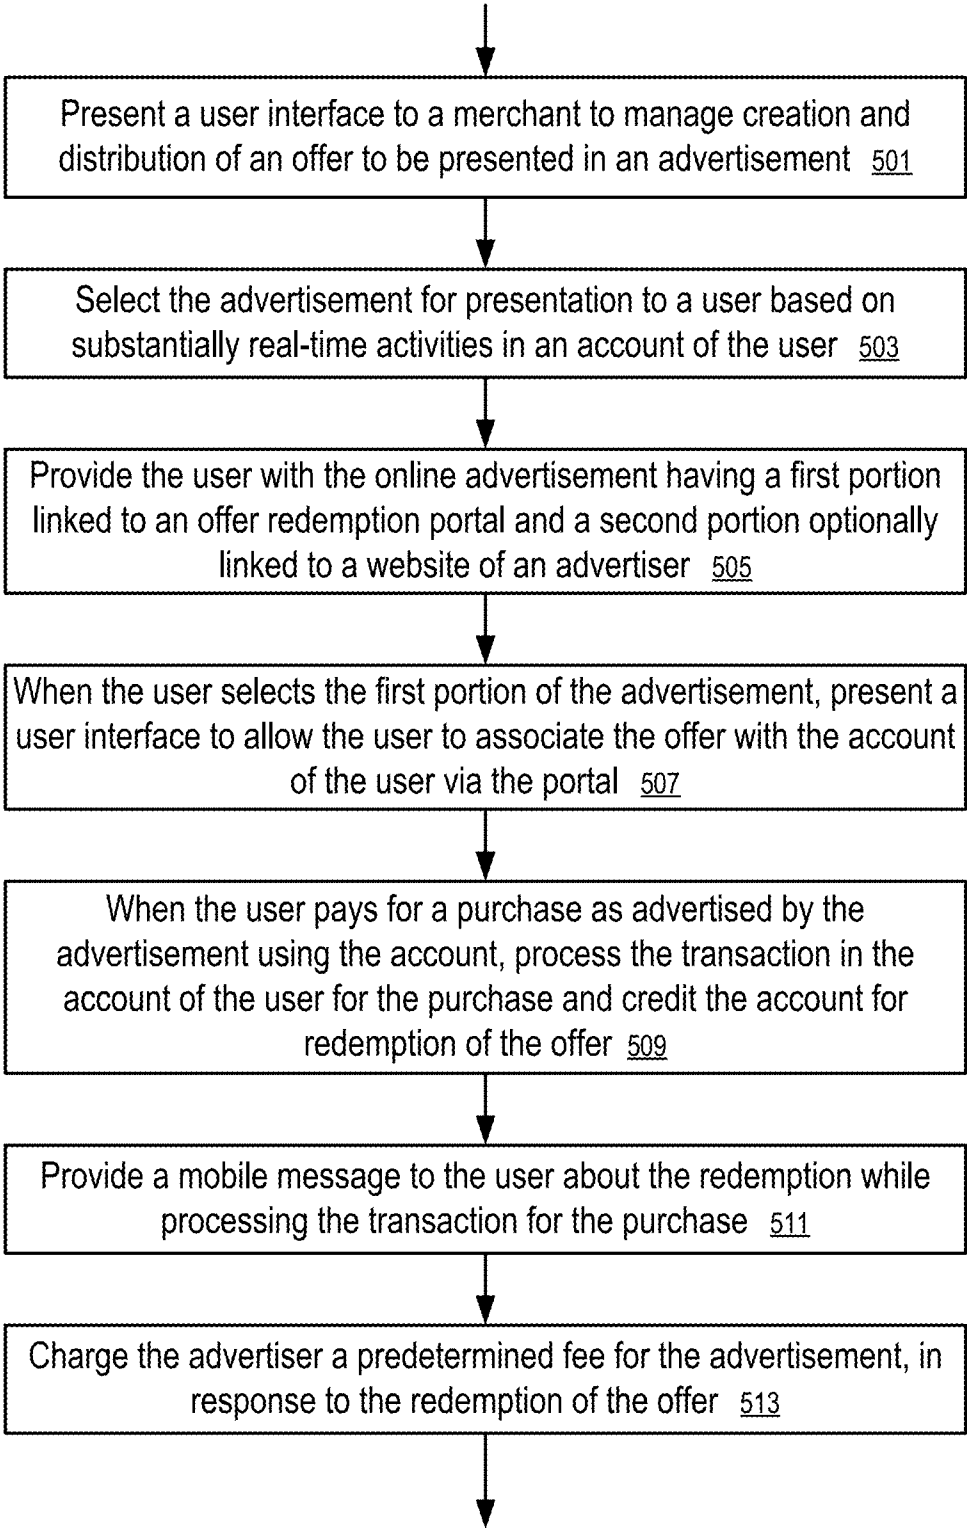 Present a user interface to a merchant to manage creation and
distribution of an offer to be presented in an advertisement 501
Select the advertisement for presentation to a user based on
substantially real-time activities in an account of the user 503
Provide the user with the online advertisement having a first portion
linked to an offer redemption portal and a second portion optionally
linked to a website of an advertiser 505
When the user selects the first portion of the advertisement, present a
user interface to allow the user to associate the offer with the account
of the user via the portal 507
When the user pays for a purchase as advertised by the
advertisement using the account, process the transaction in the
account of the user for the purchase and credit the account for
redemption of the offer 509
Provide a mobile message to the user about the redemption while
processing the transaction for the purchase 511
Charge the advertiser a predetermined fee for the advertisement, in
response to the redemption of the offer 513